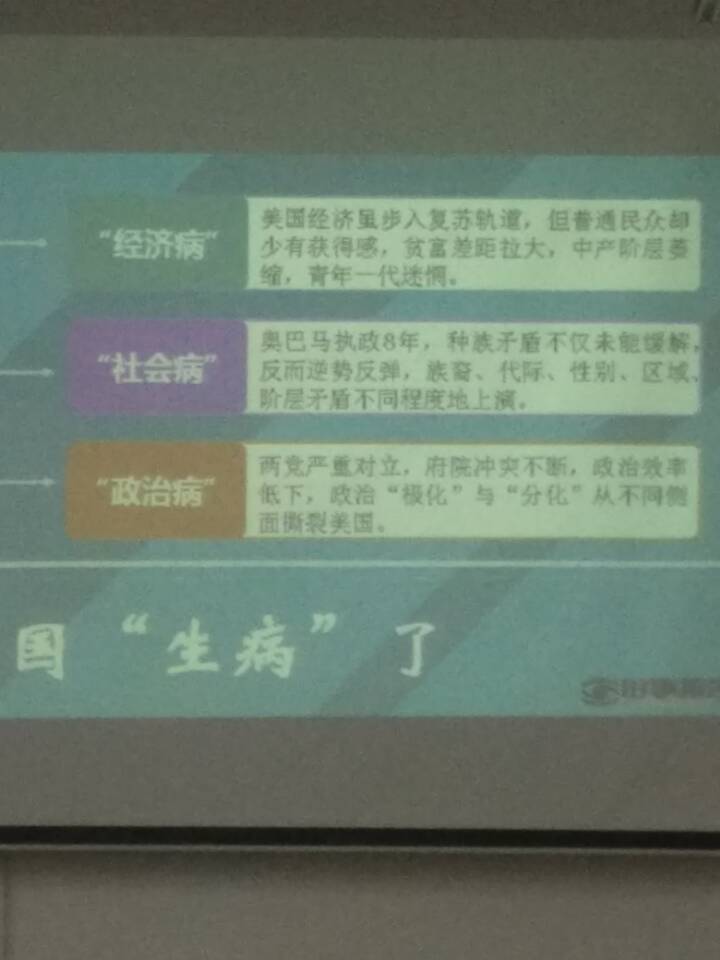 “经济病”
美国经济虽步入复苏轨道，但普通民众却
少有获得感，贫富差距拉大，中产阶层萎
缩，青年一代迷惘。
“社会病”
奥巴马执政8年，种族矛盾不仅未能缓解，
反而逆势反弹，族裔、代际、性别、区域、
阶层矛盾不同程度地上演。
“政治病”
两党严重对立，府院冲突不断，政治效率
低下，政治“极化”与“分化”从不同侧
面撕裂美国。
国“生病”了